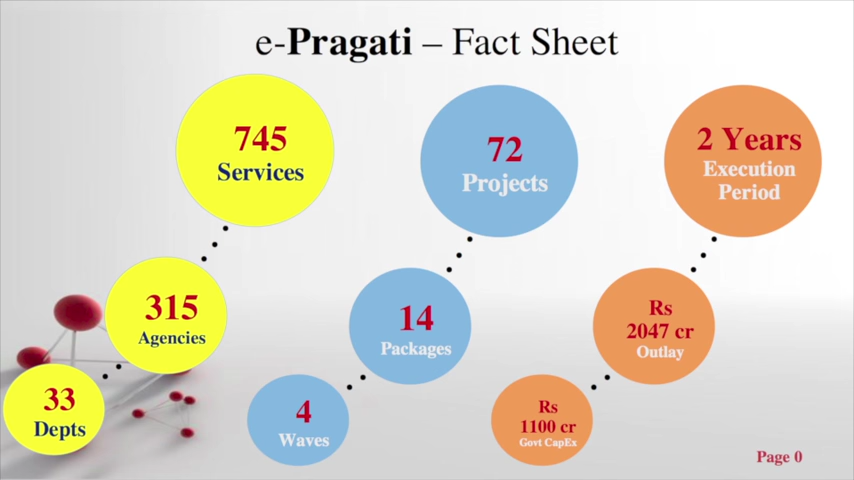 e-Pragati – Fact Sheet
745
Services
315
Agencies
33
Depts
72
Projects
14
Packages
4
Waves
2 Years
Execution
Period
Rs
2047 cr
Outlay
Rs
1100 cr
Govt CapEx
Page 0